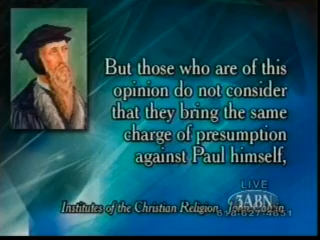 But those who are of this
opinion do not consider
that they bring the same
charge of presumption
against Paul himself,
LIVE
3ABN
Institutes of the Christian Religion